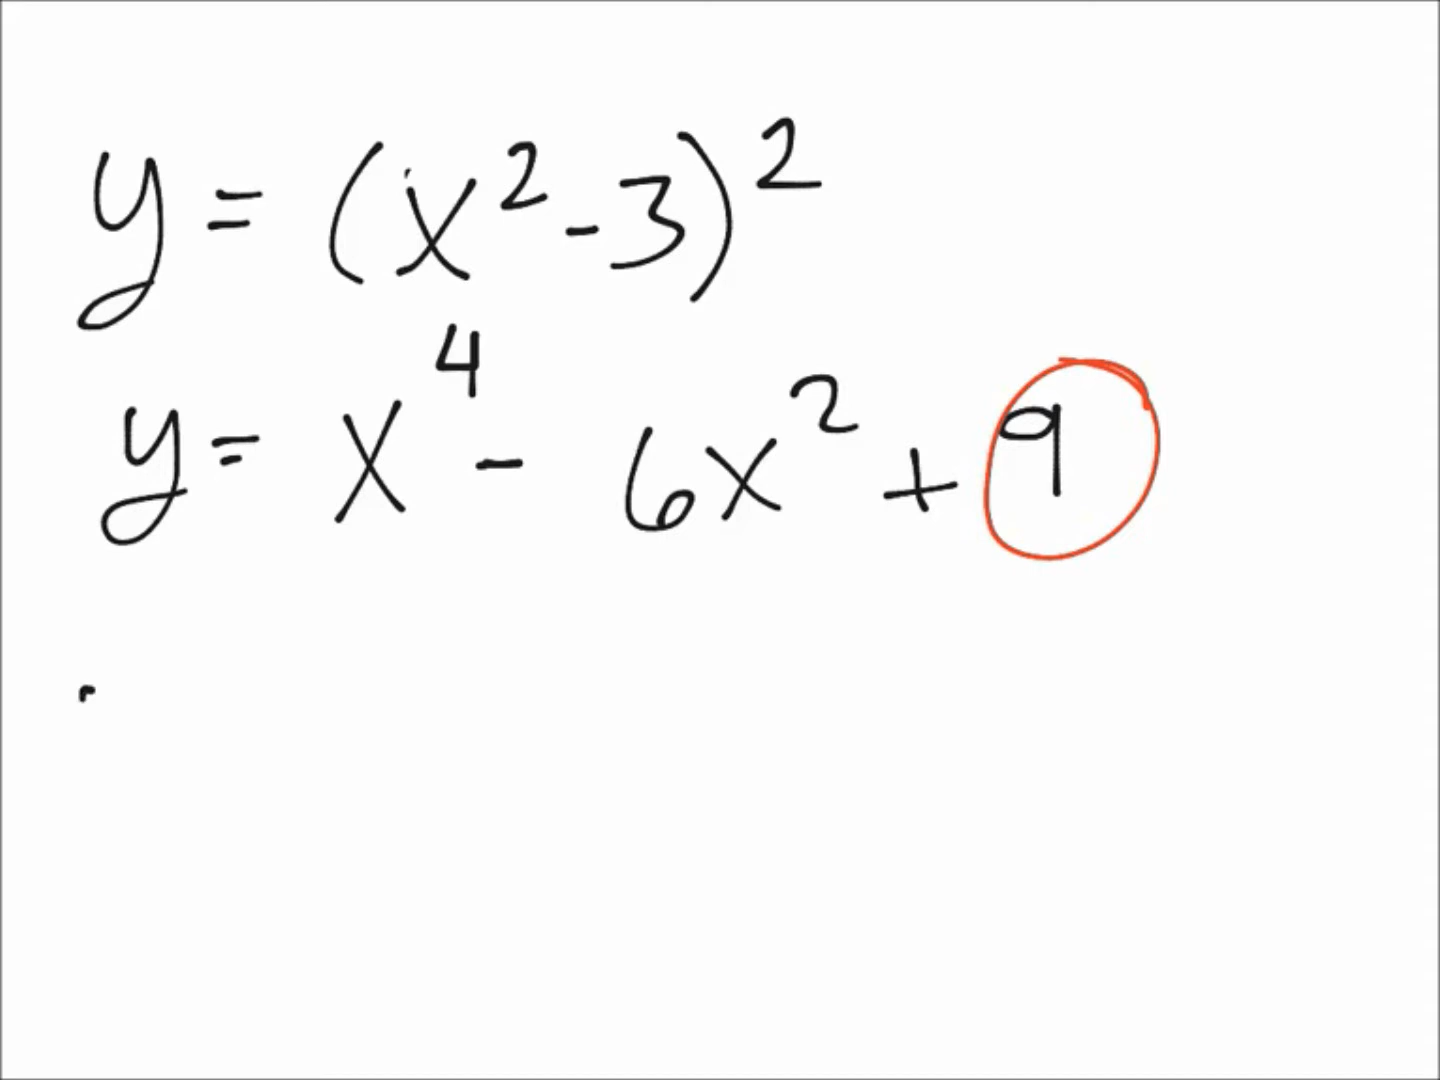 y = (x² - 3)²
y = x⁴ - 6x² + 9